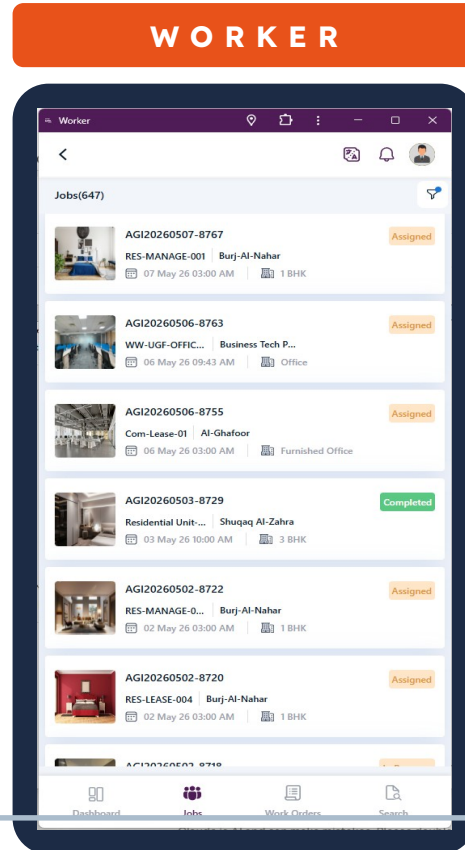 WORKER
Worker
Jobs(647)
AGI20260507-8767
Assigned
RES-MANAGE-001 Burj-Al-Nahar
07 May 26 03:00 AM 1 BHK
AGI20260506-8763
Assigned
WW-UGF-OFFIC... Business Tech P...
06 May 26 09:43 AM Office
AGI20260506-8755
Assigned
Com-Lease-01 Al-Ghafoor
06 May 26 03:00 AM Furnished Office
AGI20260503-8729
Completed
Residential Unit-... Shuqaq Al-Zahra
03 May 26 10:00 AM 3 BHK
AGI20260502-8722
Assigned
RES-MANAGE-0... Burj-Al-Nahar
02 May 26 03:00 AM 1 BHK
AGI20260502-8720
Assigned
RES-LEASE-004 Burj-Al-Nahar
02 May 26 03:00 AM 1 BHK
AGI20260502-8718
Dashboard Jobs Work Orders Search